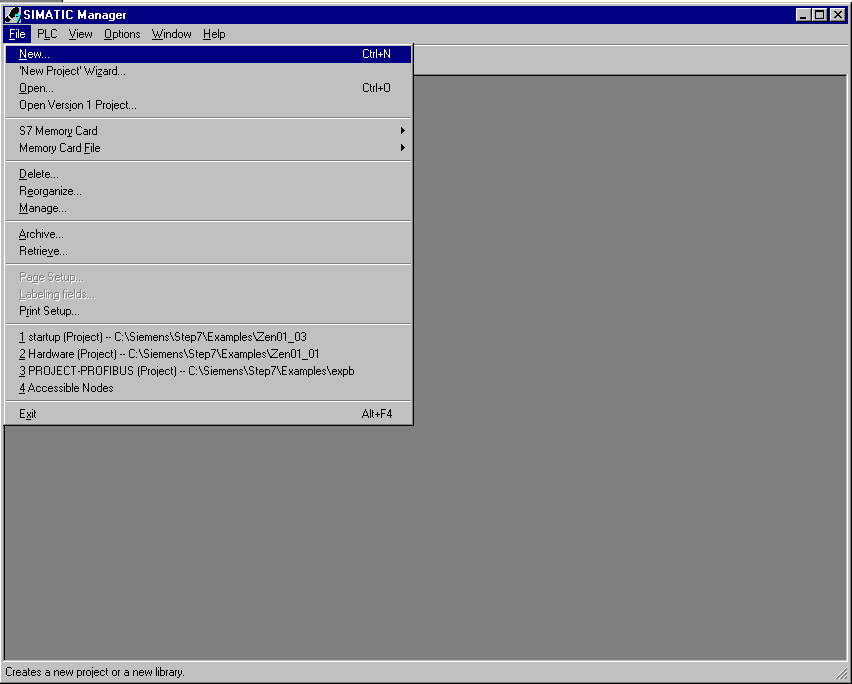 SIMATIC Manager
File PLC View Options Window Help
New... Ctrl+N
'New Project' Wizard...
Open... Ctrl+O
Open Version 1 Project...
S7 Memory Card
Memory Card File
Delete...
Reorganize...
Manage...
Archive...
Retrieve...
Page Setup...
Labeling fields...
Print Setup...
1 startup (Project) -- C:\Siemens\Step7\Examples\Zen01_03
2 Hardware (Project) -- C:\Siemens\Step7\Examples\Zen01_01
3 PROJECT-PROFIBUS (Project) -- C:\Siemens\Step7\Examples\expb
4 Accessible Nodes
Exit Alt+F4
Creates a new project or a new library.